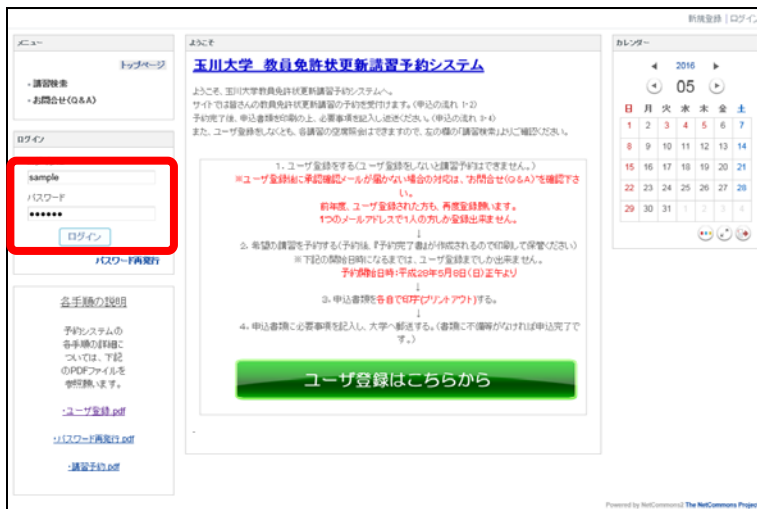 新規登録 | ログイン
メニュー
トップページ
・講習検索
・お問合せ(Q&A)
ログイン
sample
パスワード
●●●●●●
ログイン
パスワード再発行
各手順の説明
予約システムの
各手順の詳細に
ついては、下記
のPDFファイルを
参照願います。
・ユーザ登録.pdf
・パスワード再発行.pdf
・講習予約.pdf
ようこそ
玉川大学 教員免許状更新講習予約システム
ようこそ、玉川大学教員免許状更新講習予約システムへ。
サイトでは皆さんの教員免許状更新講習の予約を受付けます。(申込の流れ 1-2)
予約完了後、申込書類を印刷の上、必要事項を記入し返送ください。(申込の流れ 3-4)
また、ユーザ登録をしなくとも、各講習の空席照会はできますので、左の欄の「講習検索」よりご確認ください。
1. ユーザ登録をする(ユーザ登録をしないと講習予約はできません。)
※ユーザ登録後に承認確認メールが届かない場合の対応は、"お問合せ(Q&A)"を確認下さ
い。
前年度、ユーザ登録された方も、再度登録願います。
1つのメールアドレスで1人の方しか登録出来ません。
↓
2. 希望の講習を予約する(予約後、『予約完了書』が作成されるので印刷して保管ください)
※下記の開始日時になるまでは、ユーザ登録までしか出来ません。
予約開始日時:平成28年5月8日(日)正午より
↓
3. 申込書類を各自で印字(プリントアウト)する。
↓
4. 申込書類に必要事項を記入し、大学へ郵送する。(書類に不備等がなければ申込完了で
す。)
ユーザ登録はこちらから
カレンダー
2016
05
日 月 火 水 木 金 土
1 2 3 4 5 6 7
8 9 10 11 12 13 14
15 16 17 18 19 20 21
22 23 24 25 26 27 28
29 30 31 1 2 3 4
Powered by NetCommons2 The NetCommons Project